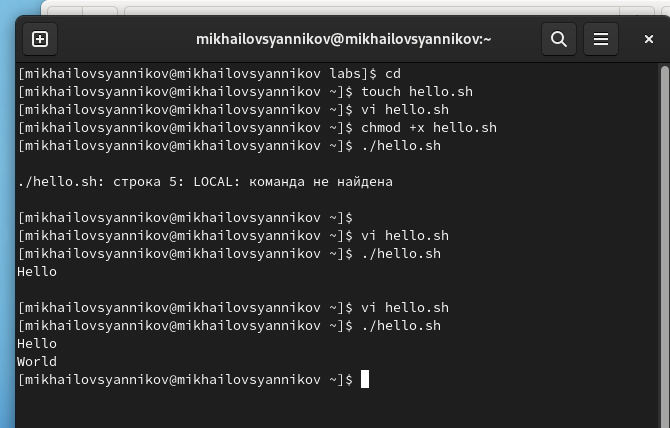 mikhailovsyannikov@mikhailovsyannikov:~
[mikhailovsyannikov@mikhailovsyannikov labs]$ cd
[mikhailovsyannikov@mikhailovsyannikov ~]$ touch hello.sh
[mikhailovsyannikov@mikhailovsyannikov ~]$ vi hello.sh
[mikhailovsyannikov@mikhailovsyannikov ~]$ chmod +x hello.sh
[mikhailovsyannikov@mikhailovsyannikov ~]$ ./hello.sh
./hello.sh: строка 5: LOCAL: команда не найдена
[mikhailovsyannikov@mikhailovsyannikov ~]$
[mikhailovsyannikov@mikhailovsyannikov ~]$ vi hello.sh
[mikhailovsyannikov@mikhailovsyannikov ~]$ ./hello.sh
Hello
[mikhailovsyannikov@mikhailovsyannikov ~]$ vi hello.sh
[mikhailovsyannikov@mikhailovsyannikov ~]$ ./hello.sh
Hello
World
[mikhailovsyannikov@mikhailovsyannikov ~]$